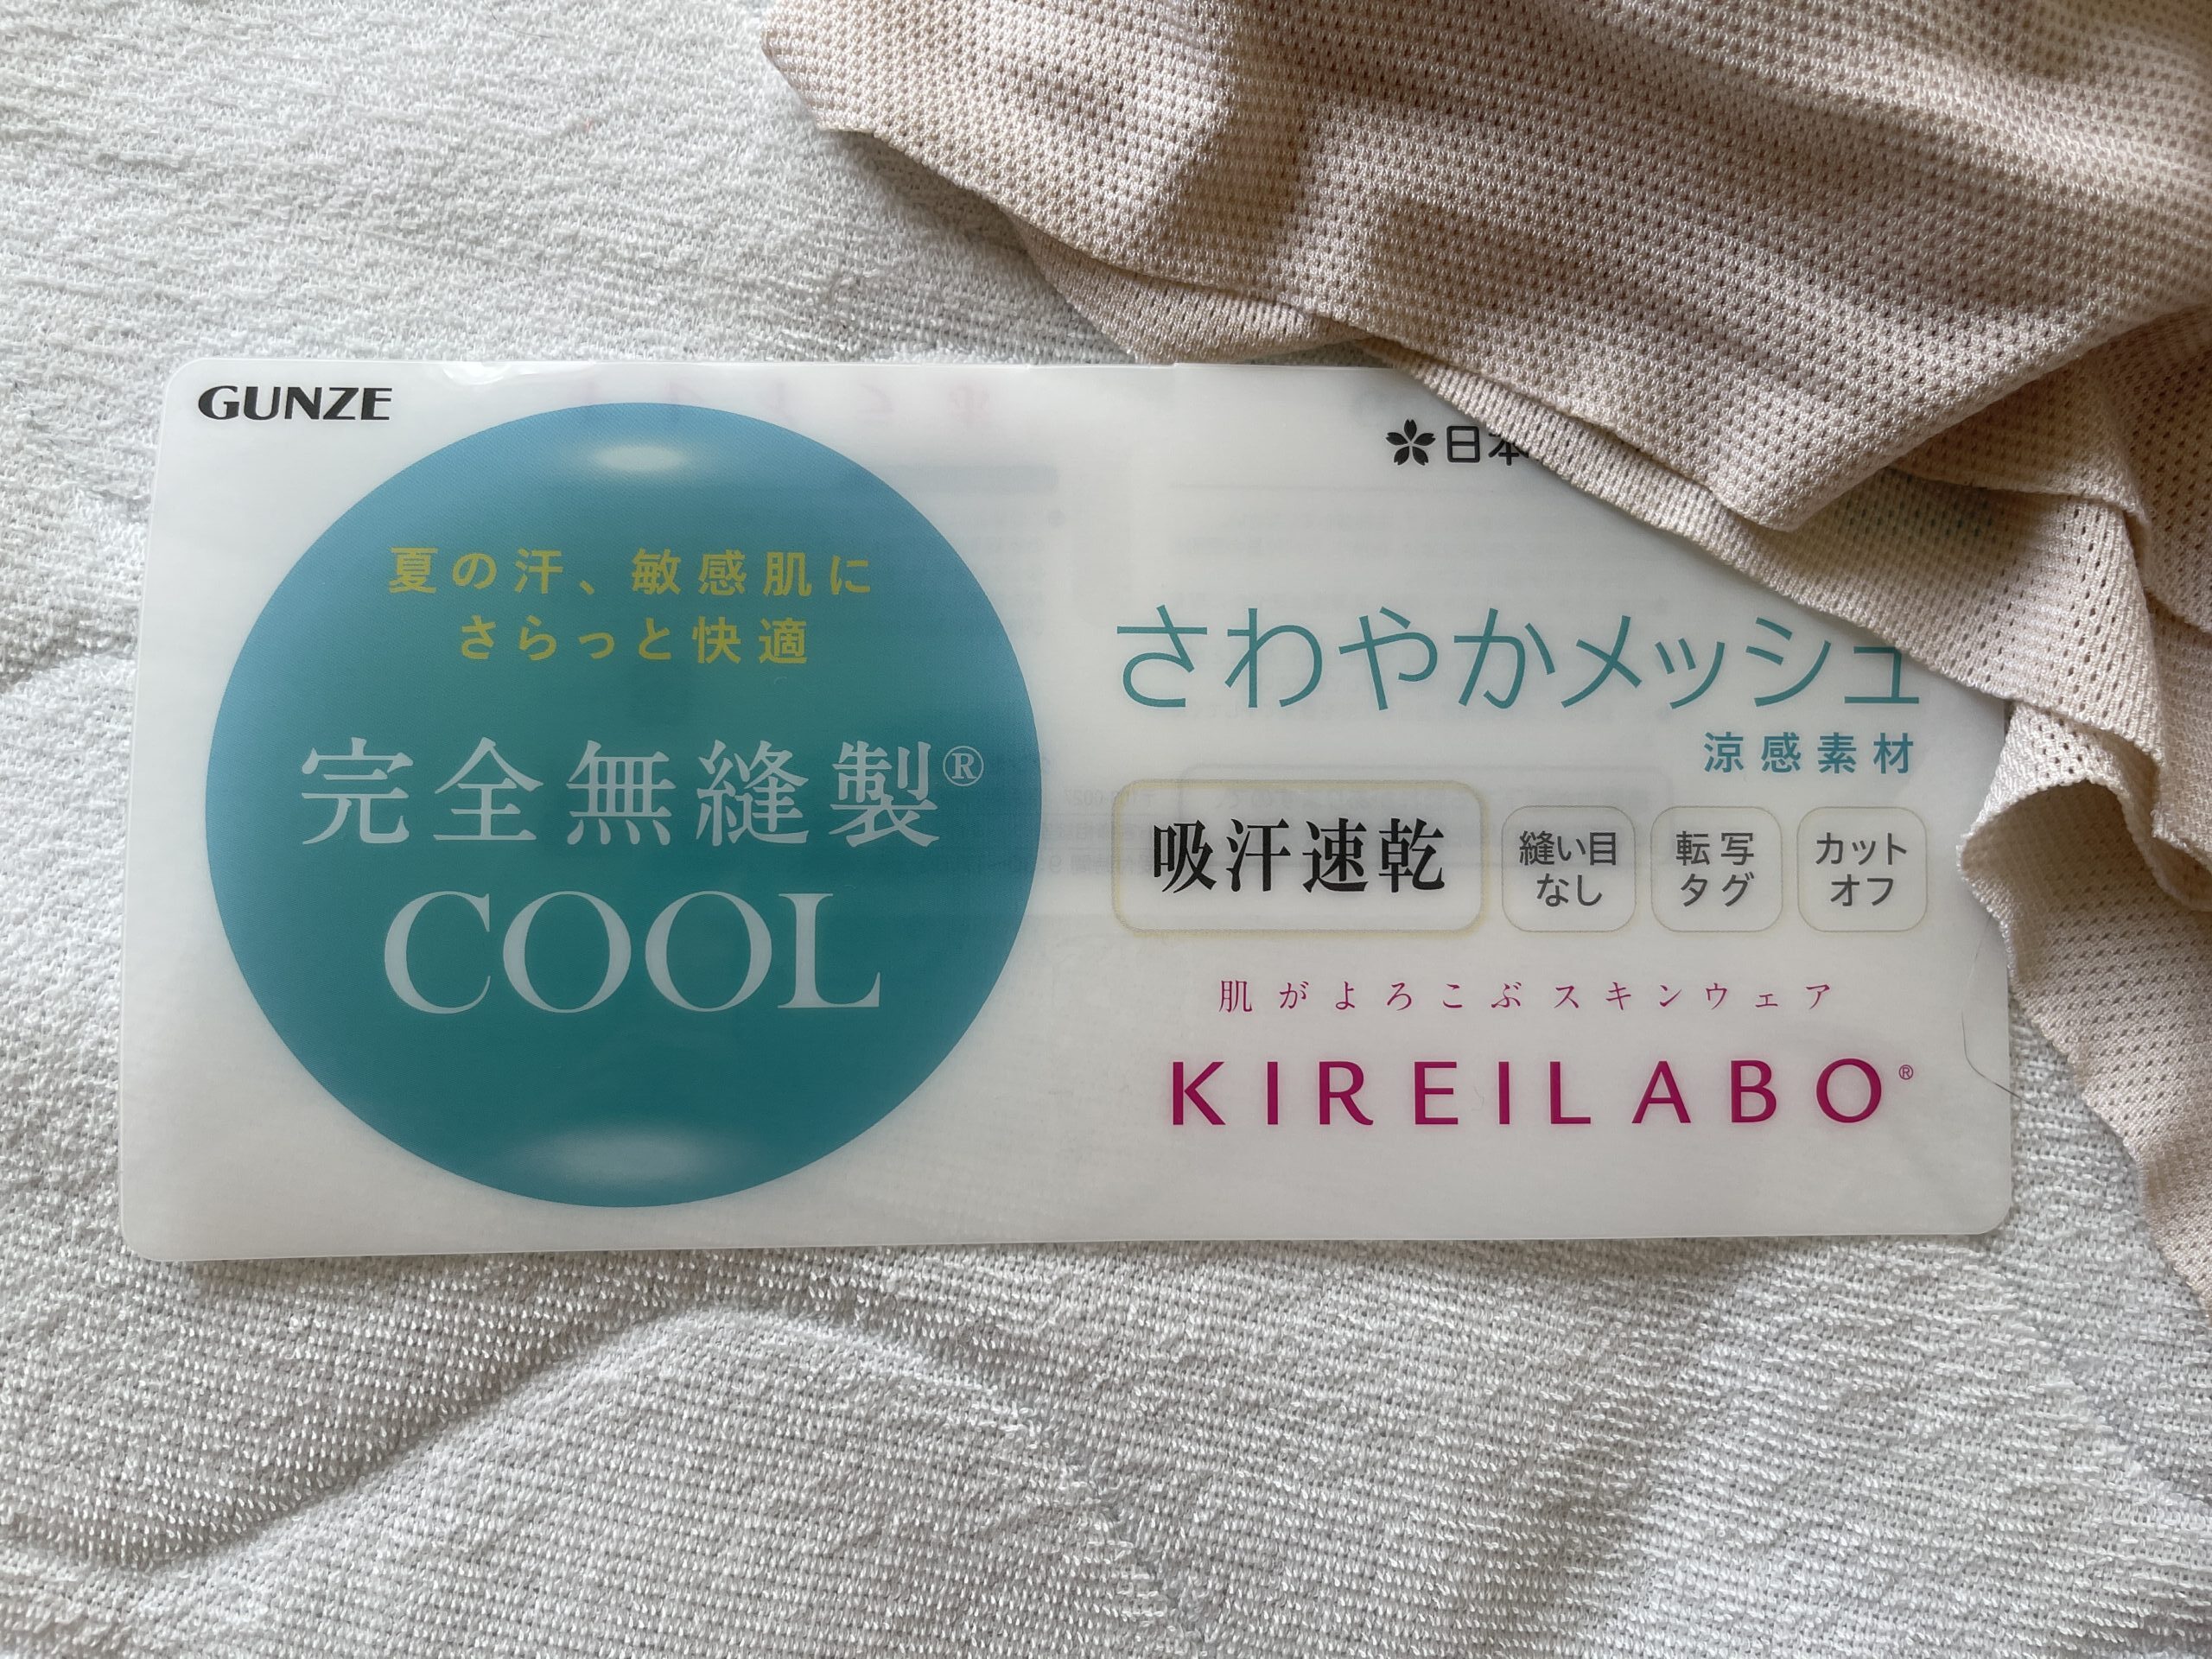 GUNZE
夏の汗、敏感肌に
さらっと快適
完全無縫製®
COOL
日本
さわやかメッシュ
涼感素材
吸汗速乾
縫い目
なし
転写
タグ
カット
オフ
肌がよろこぶスキンウェア
KIREILABO®